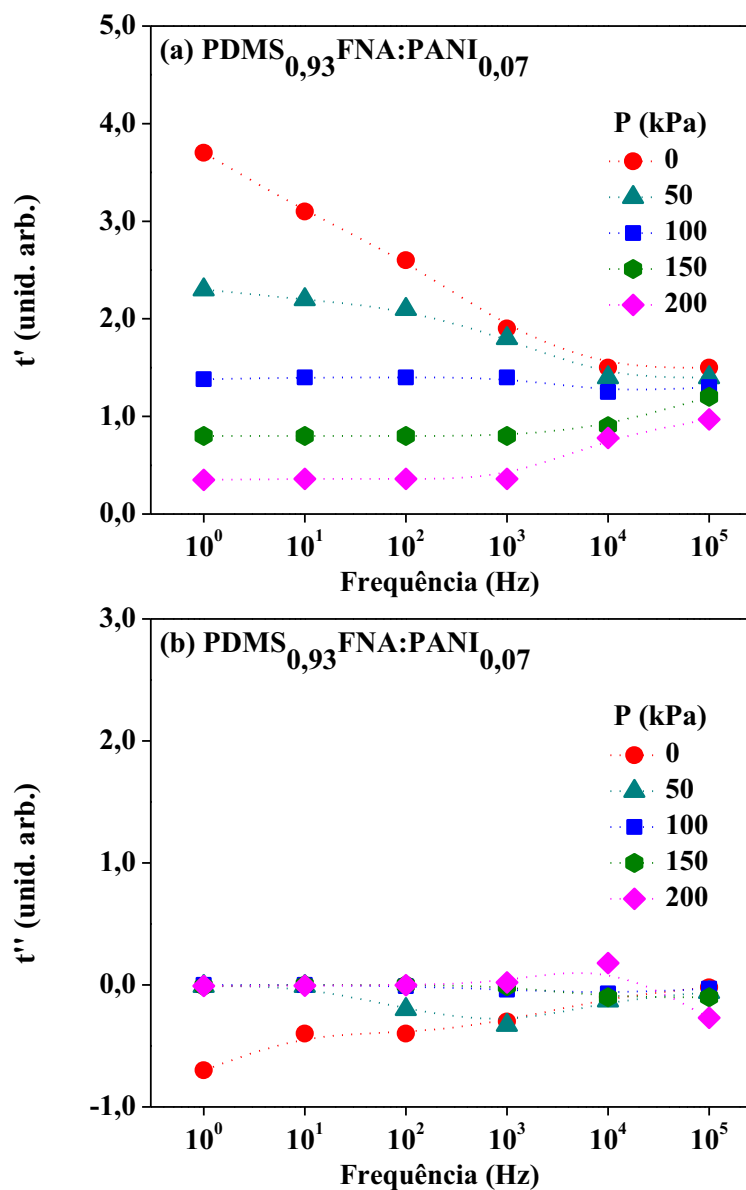 5,0
(a) PDMS0,93FNA:PANI0,07
4,0
3,0
2,0
1,0
0,0
t' (unid. arb.)
P (kPa)
0
50
100
150
200
10^0 10^1 10^2 10^3 10^4 10^5
Frequência (Hz)
3,0
(b) PDMS0,93FNA:PANI0,07
2,0
1,0
0,0
-1,0
t'' (unid. arb.)
P (kPa)
0
50
100
150
200
10^0 10^1 10^2 10^3 10^4 10^5
Frequência (Hz)